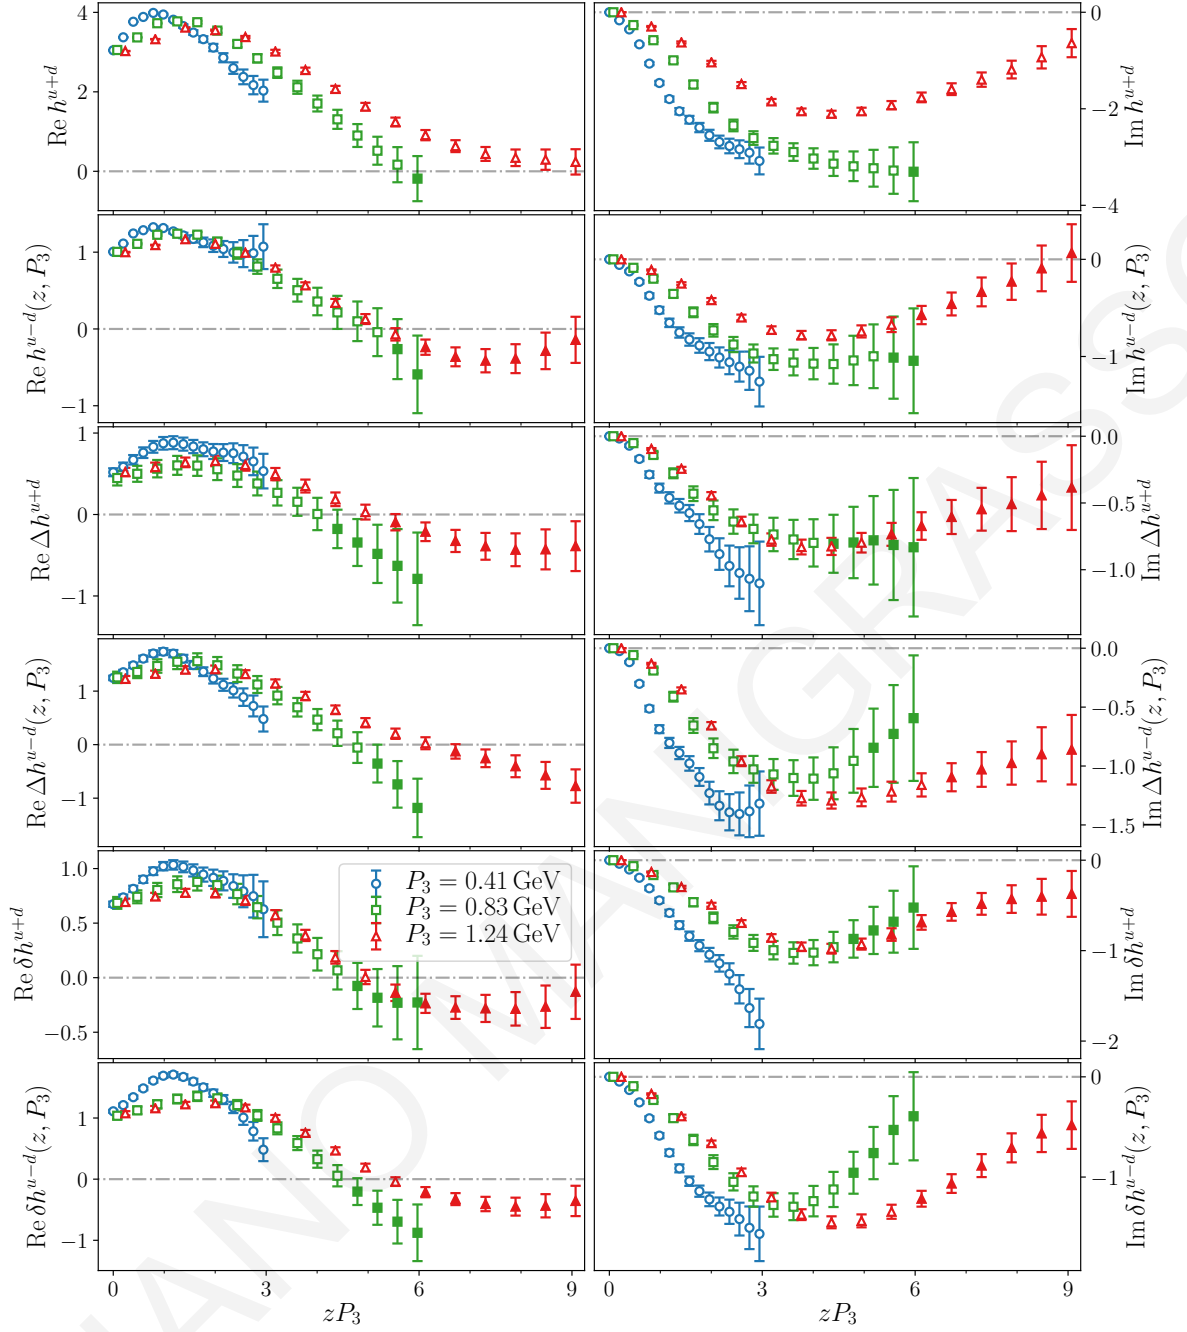 4
2
0
Re h^{u+d}
0
−2
−4
Im h^{u+d}
1
0
−1
Re h^{u−d}(z, P_3)
0
−1
Im h^{u−d}(z, P_3)
1
0
−1
Re Δh^{u+d}
0.0
−0.5
−1.0
Im Δh^{u+d}
1
0
−1
Re Δh^{u−d}(z, P_3)
0.0
−0.5
−1.0
−1.5
Im Δh^{u−d}(z, P_3)
1.0
0.5
0.0
−0.5
Re δh^{u+d}
P_3 = 0.41 GeV
P_3 = 0.83 GeV
P_3 = 1.24 GeV
0
−1
−2
Im δh^{u+d}
1
0
−1
Re δh^{u−d}(z, P_3)
0
−1
Im δh^{u−d}(z, P_3)
0 3 6 9
zP_3
0 3 6 9
zP_3